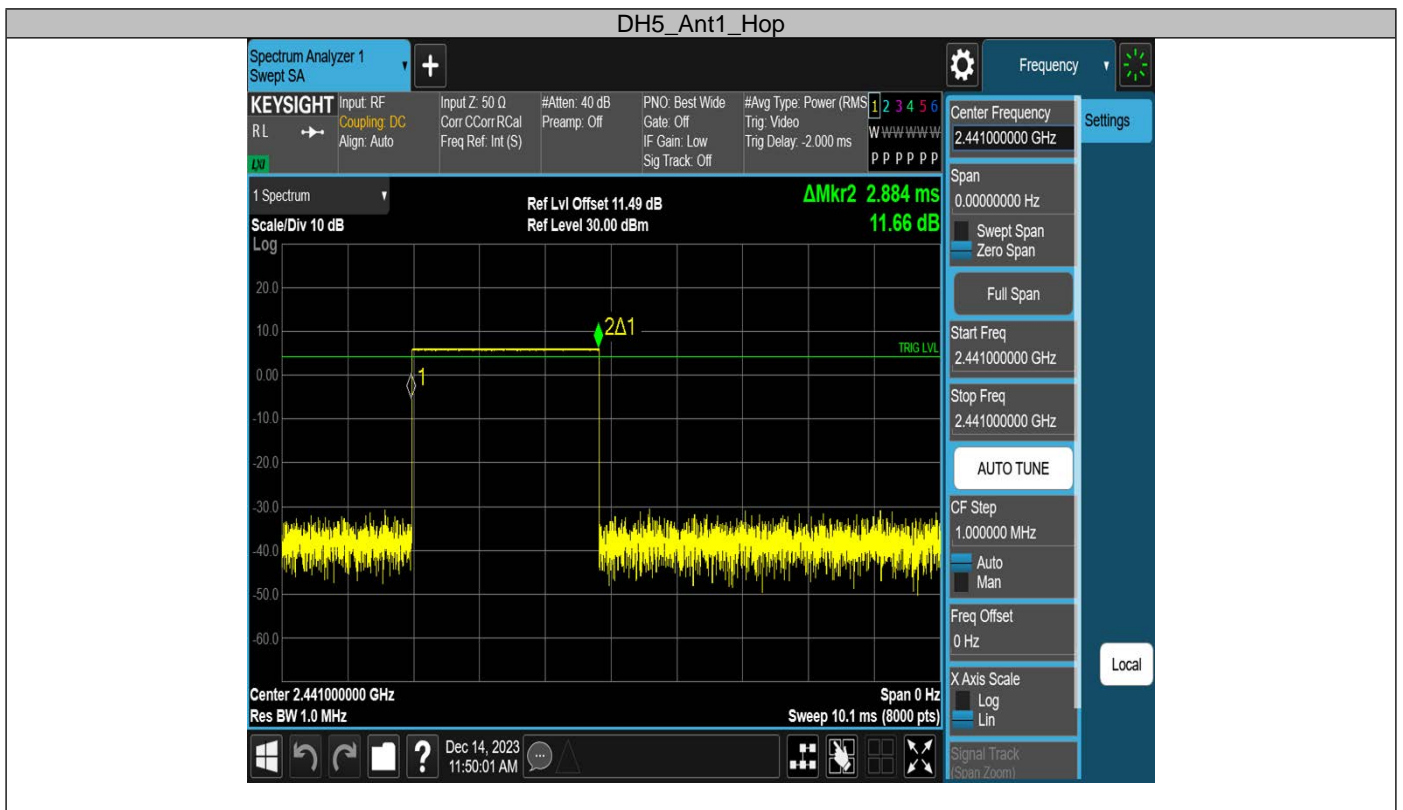 DH5_Ant1_Hop
Spectrum Analyzer 1
Swept SA
Frequency
KEYSIGHT
RL
LXI
Input: RF
Coupling: DC
Align: Auto
Input Z: 50 Ω
Corr CCorr RCal
Freq Ref: Int (S)
#Atten: 40 dB
Preamp: Off
PNO: Best Wide
Gate: Off
IF Gain: Low
Sig Track: Off
#Avg Type: Power (RMS
Trig: Video
Trig Delay: -2.000 ms
1 2 3 4 5 6
W W W W W W
P P P P P P
1 Spectrum
Scale/Div 10 dB
Log
Ref Lvl Offset 11.49 dB
Ref Level 30.00 dBm
ΔMkr2 2.884 ms
11.66 dB
20.0
10.0
0.00
-10.0
-20.0
-30.0
-40.0
-50.0
-60.0
2Δ1
1
TRIG LVL
Center 2.441000000 GHz
Res BW 1.0 MHz
Span 0 Hz
Sweep 10.1 ms (8000 pts)
Center Frequency
2.441000000 GHz
Settings
Span
0.00000000 Hz
Swept Span
Zero Span
Full Span
Start Freq
2.441000000 GHz
Stop Freq
2.441000000 GHz
AUTO TUNE
CF Step
1.000000 MHz
Auto
Man
Freq Offset
0 Hz
Local
X Axis Scale
Log
Lin
Signal Track
(Span Zoom)
?
Dec 14, 2023
11:50:01 AM